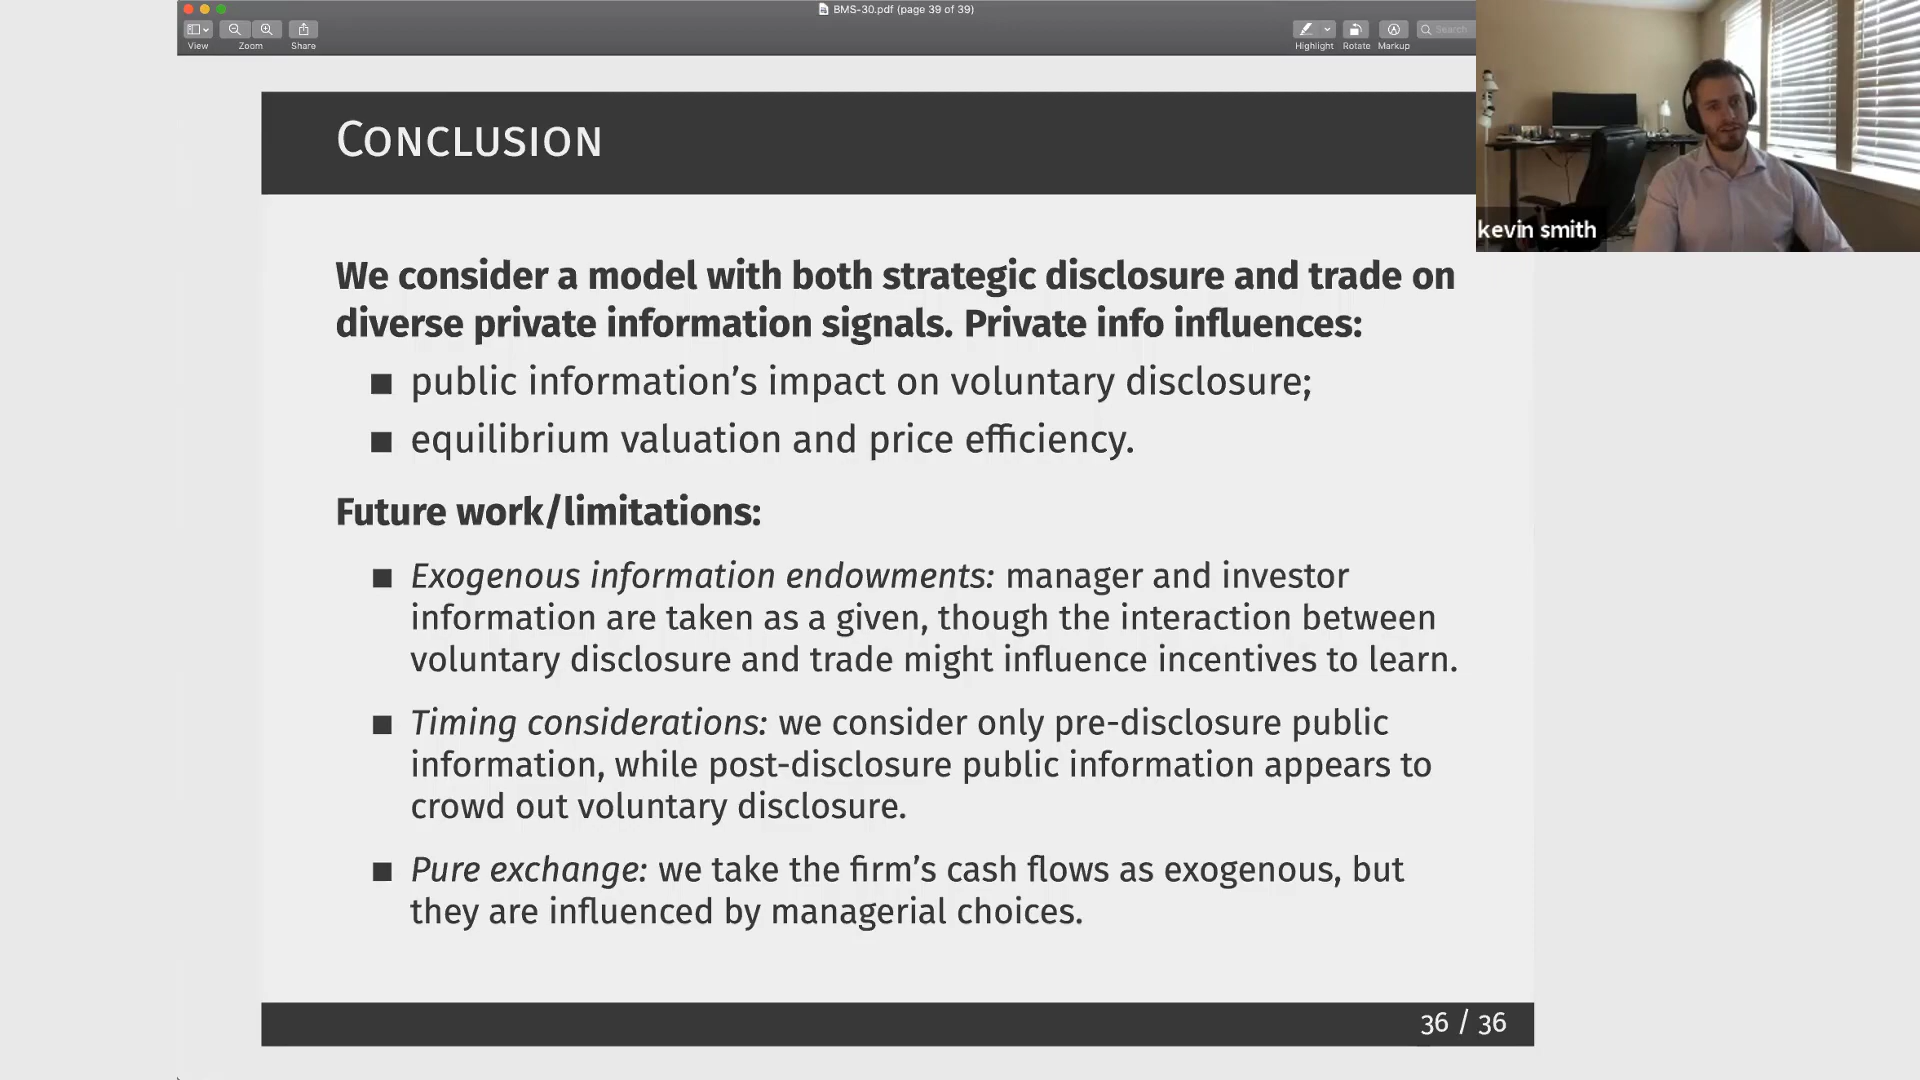 BMS-30.pdf (page 39 of 39)
View Zoom Share Highlight Rotate Markup Search
kevin smith
Conclusion
We consider a model with both strategic disclosure and trade on
diverse private information signals. Private info influences:
■ public information’s impact on voluntary disclosure;
■ equilibrium valuation and price efficiency.
Future work/limitations:
■ Exogenous information endowments: manager and investor
information are taken as a given, though the interaction between
voluntary disclosure and trade might influence incentives to learn.
■ Timing considerations: we consider only pre-disclosure public
information, while post-disclosure public information appears to
crowd out voluntary disclosure.
■ Pure exchange: we take the firm’s cash flows as exogenous, but
they are influenced by managerial choices.
36 / 36